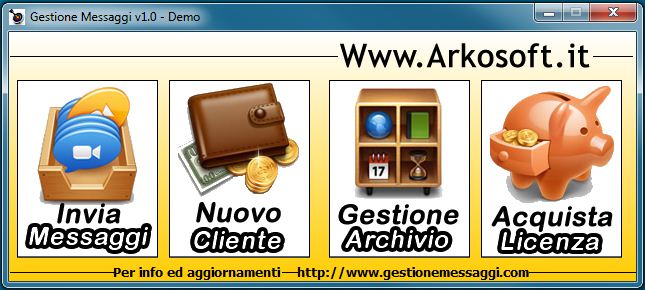 Gestione Messaggi v1.0 - Demo
Www.Arkosoft.it
Invia
Messaggi
Nuovo
Cliente
17
Gestione
Archivio
Acquista
Licenza
Per info ed aggiornamenti — http://www.gestionemessaggi.com